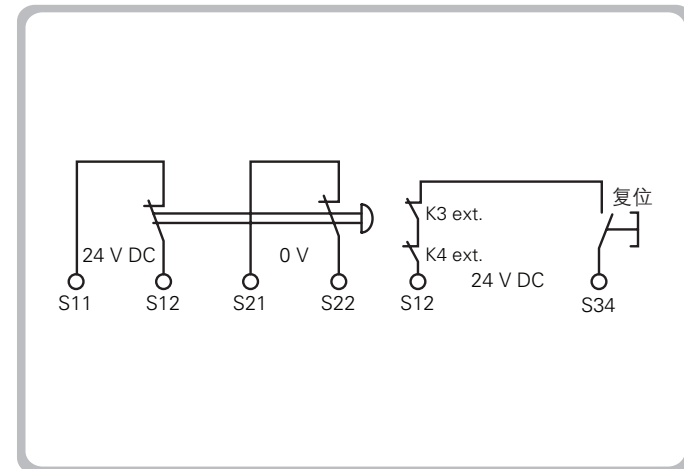 复位
K3 ext.
24 V DC
0 V
K4 ext.
24 V DC
S11
S12
S21
S22
S12
S34